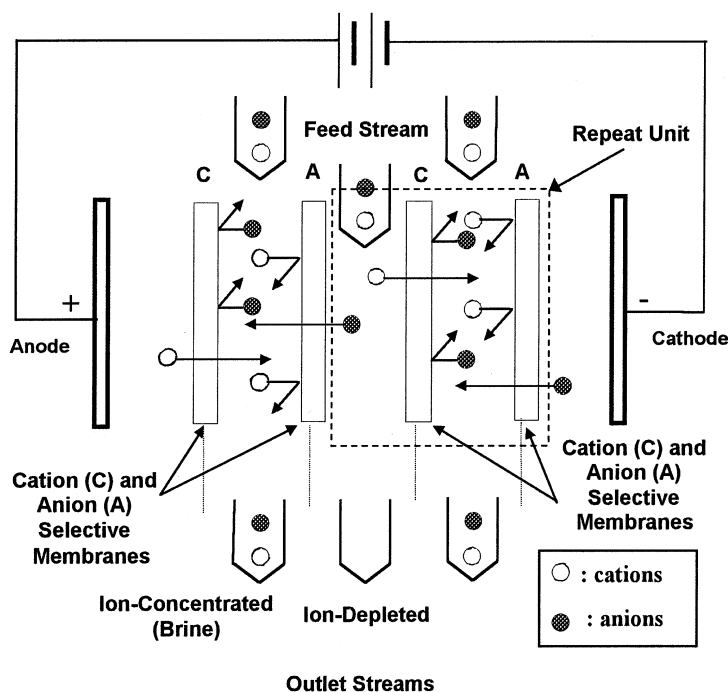 Feed Stream
Repeat Unit
C
A
C
A
+
-
Anode
Cathode
Cation (C) and
Anion (A)
Selective
Membranes
Cation (C) and
Anion (A)
Selective
Membranes
Ion-Concentrated
(Brine)
Ion-Depleted
: cations
: anions
Outlet Streams